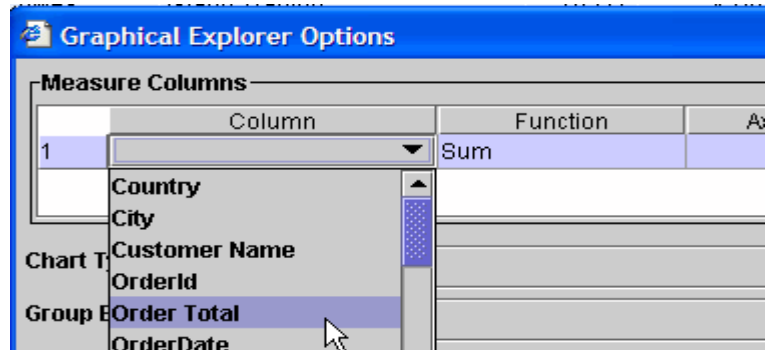 Graphical Explorer Options
Measure Columns
Column Function
1 Sum
Country
City
Customer Name
Chart
OrderId
Group Order Total
OrderDate